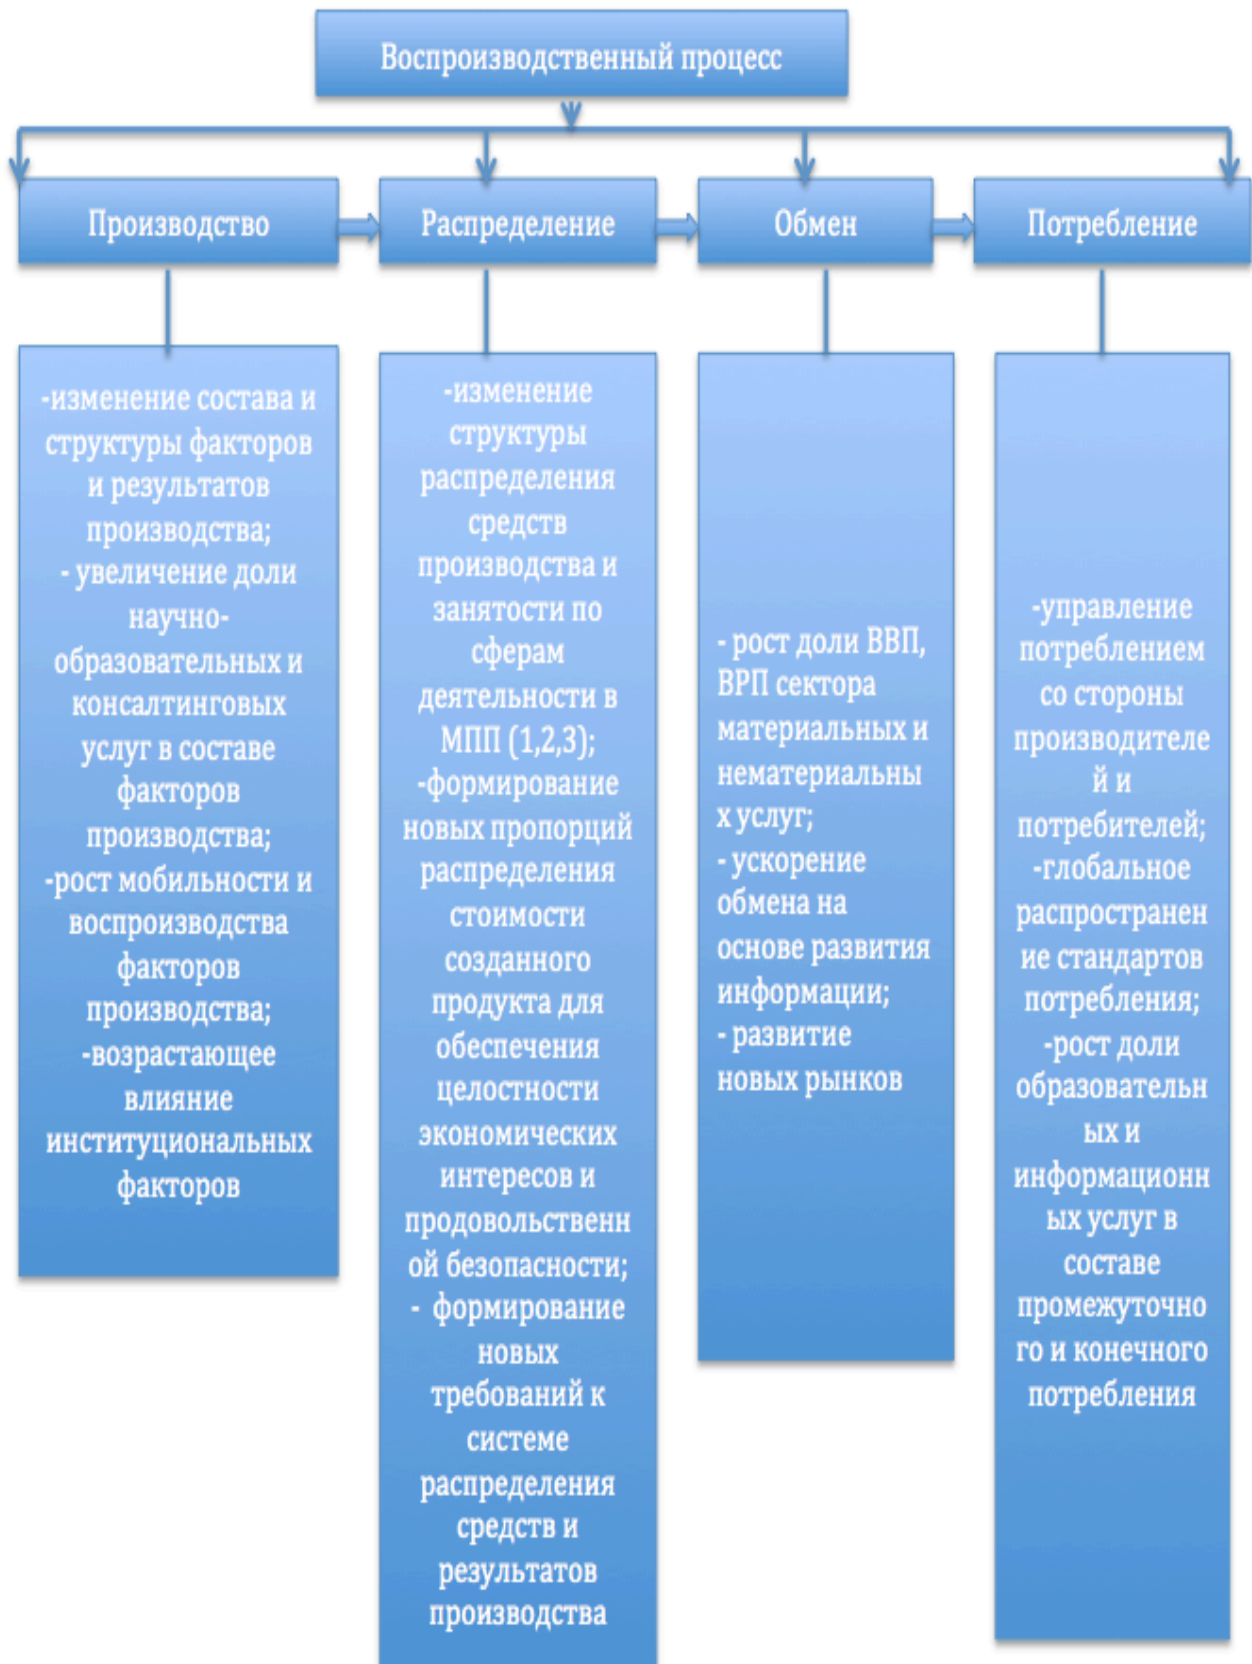 Воспроизводственный процесс
Производство
Распределение
Обмен
Потребление
-изменение состава и
структуры факторов
и результатов
производства;
- увеличение доли
научно-
образовательных и
консалтинговых
услуг в составе
факторов
производства;
-рост мобильности и
воспроизводства
факторов
производства;
-возрастающее
влияние
институциональных
факторов
-изменение
структуры
распределения
средств
производства и
занятости по
сферам
деятельности в
МПП (1,2,3);
-формирование
новых пропорций
распределения
стоимости
созданного
продукта для
обеспечения
целостности
экономических
интересов и
продовольственн
ой безопасности;
- формирование
новых
требований к
системе
распределения
средств и
результатов
производства
- рост доли ВВП,
ВРП сектора
материальных и
нематериальны
х услуг;
- ускорение
обмена на
основе развития
информации;
- развитие
новых рынков
-управление
потреблением
со стороны
производителе
й и
потребителей;
-глобальное
распространен
ие стандартов
потребления;
-рост доли
образовательн
ых и
информационн
ых услуг в
составе
промежуточно
го и конечного
потребления